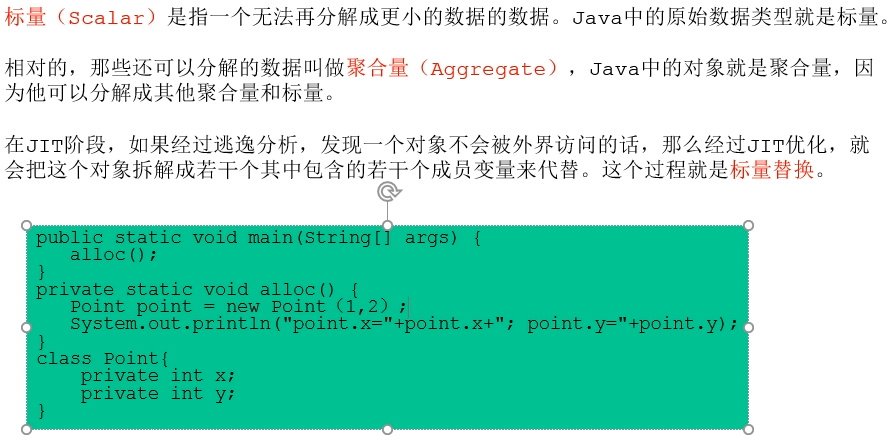 标量（Scalar）是指一个无法再分解成更小的数据的数据。Java中的原始数据类型就是标量。
相对的，那些还可以分解的数据叫做聚合量（Aggregate），Java中的对象就是聚合量，因
为他可以分解成其他聚合量和标量。
在JIT阶段，如果经过逃逸分析，发现一个对象不会被外界访问的话，那么经过JIT优化，就
会把这个对象拆解成若干个其中包含的若干个成员变量来代替。这个过程就是标量替换。
public static void main(String[] args) {
   alloc();
}
private static void alloc() {
   Point point = new Point（1,2）;
   System.out.println("point.x="+point.x+"; point.y="+point.y);
}
class Point{
    private int x;
    private int y;
}